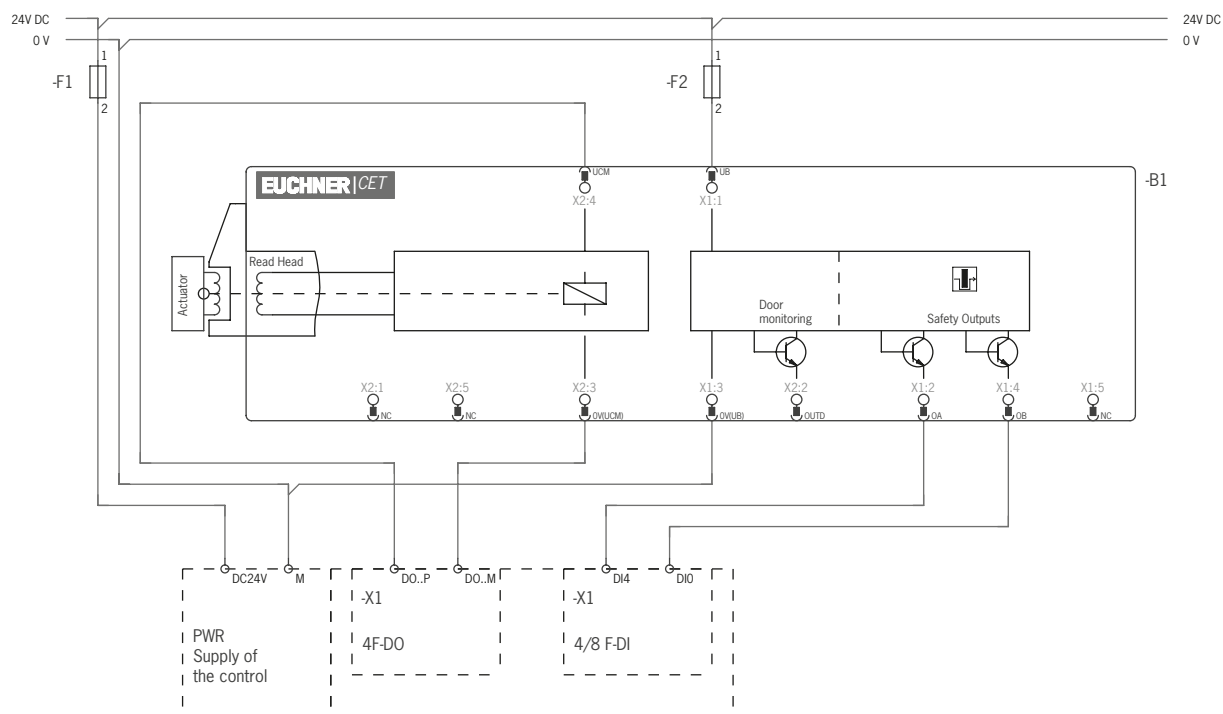 24V DC
24V DC
0 V
0 V
1
1
-F1
-F2
2
2
UCM
UB
EUCHNER|CET
-B1
X2:4
X1:1
Read Head
Actuator
Door
monitoring
Safety Outputs
X2:1
X2:5
X2:3
X1:3
X2:2
X1:2
X1:4
X1:5
NC
NC
0V(UCM)
0V(UB)
OUTD
OA
OB
NC
DC24V
M
DO..P
DO..M
DI4
DI0
-X1
-X1
PWR
Supply of
the control
4F-DO
4/8 F-DI